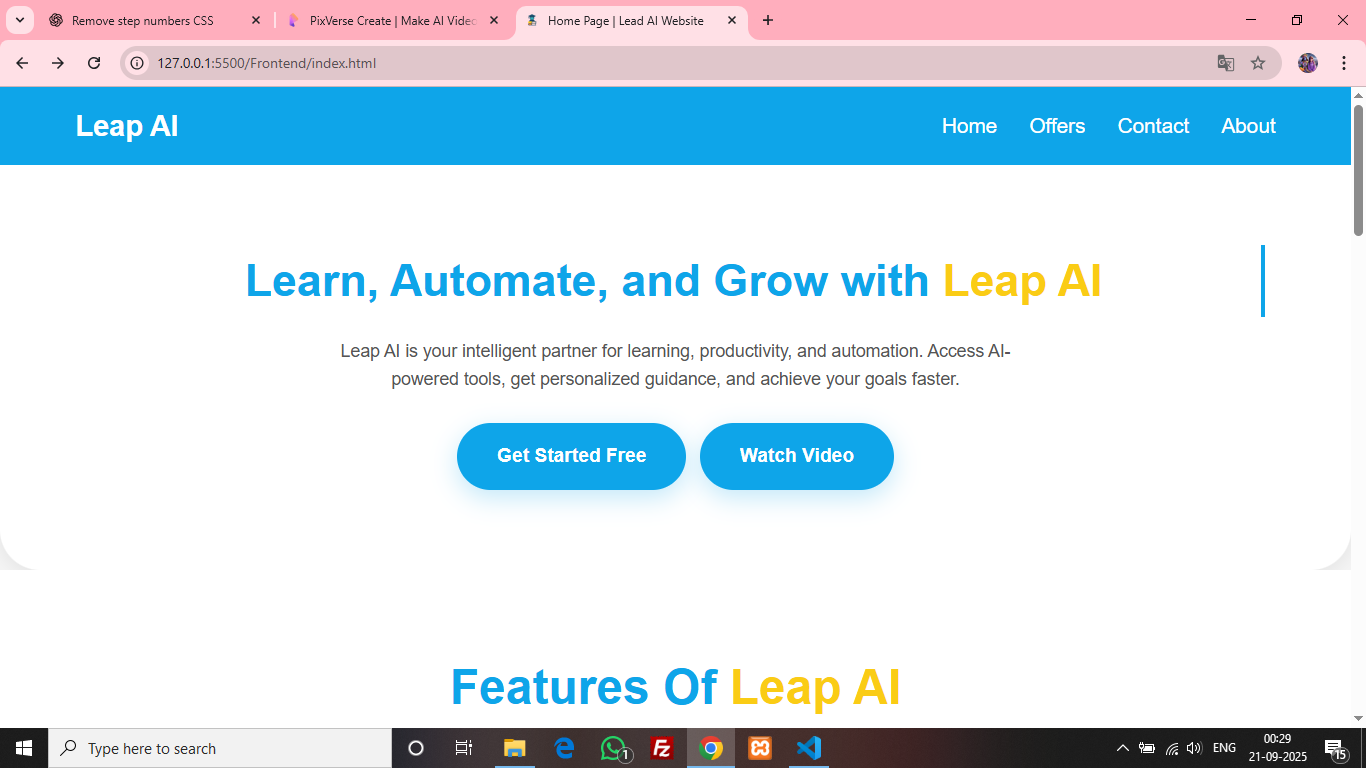 Remove step numbers CSS
PixVerse Create | Make AI Video
Home Page | Lead AI Website
127.0.0.1:5500/Frontend/index.html
Leap AI
Home
Offers
Contact
About
Learn, Automate, and Grow with Leap AI
Leap AI is your intelligent partner for learning, productivity, and automation. Access AI-
powered tools, get personalized guidance, and achieve your goals faster.
Get Started Free
Watch Video
Features Of Leap AI
Type here to search
1
Fz
ENG
00:29
21-09-2025
15